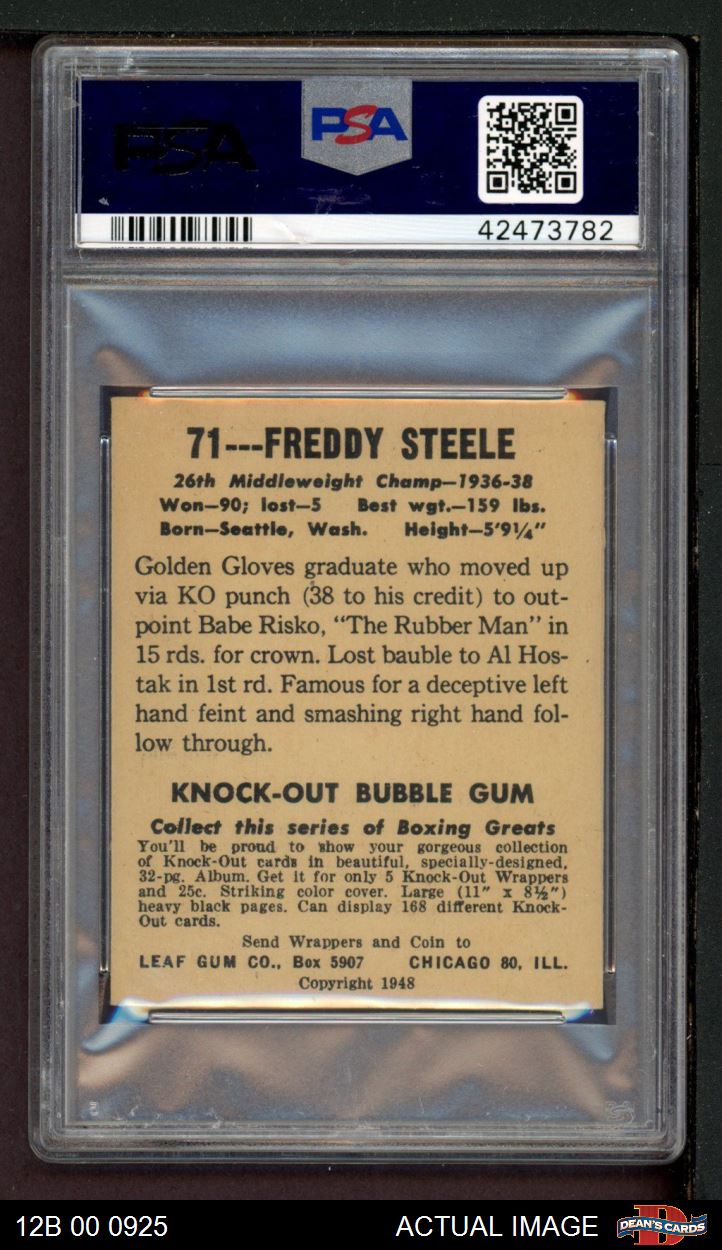 PSA
PSA
42473782
71---FREDDY STEELE
26th Middleweight Champ—1936-38
Won—90; lost—5 Best wgt.—159 lbs.
Born—Seattle, Wash. Height—5'9¼"
Golden Gloves graduate who moved up
via KO punch (38 to his credit) to out-
point Babe Risko, "The Rubber Man" in
15 rds. for crown. Lost bauble to Al Hos-
tak in 1st rd. Famous for a deceptive left
hand feint and smashing right hand fol-
low through.
KNOCK-OUT BUBBLE GUM
Collect this series of Boxing Greats
You'll be proud to show your gorgeous collection
of Knock-Out cards in beautiful, specially-designed,
32-pg. Album. Get it for only 5 Knock-Out Wrappers
and 25c. Striking color cover. Large (11" x 8½")
heavy black pages. Can display 168 different Knock-
Out cards.
Send Wrappers and Coin to
LEAF GUM CO., Box 5907 CHICAGO 80, ILL.
Copyright 1948
12B 00 0925 ACTUAL IMAGE DEAN'S CARDS